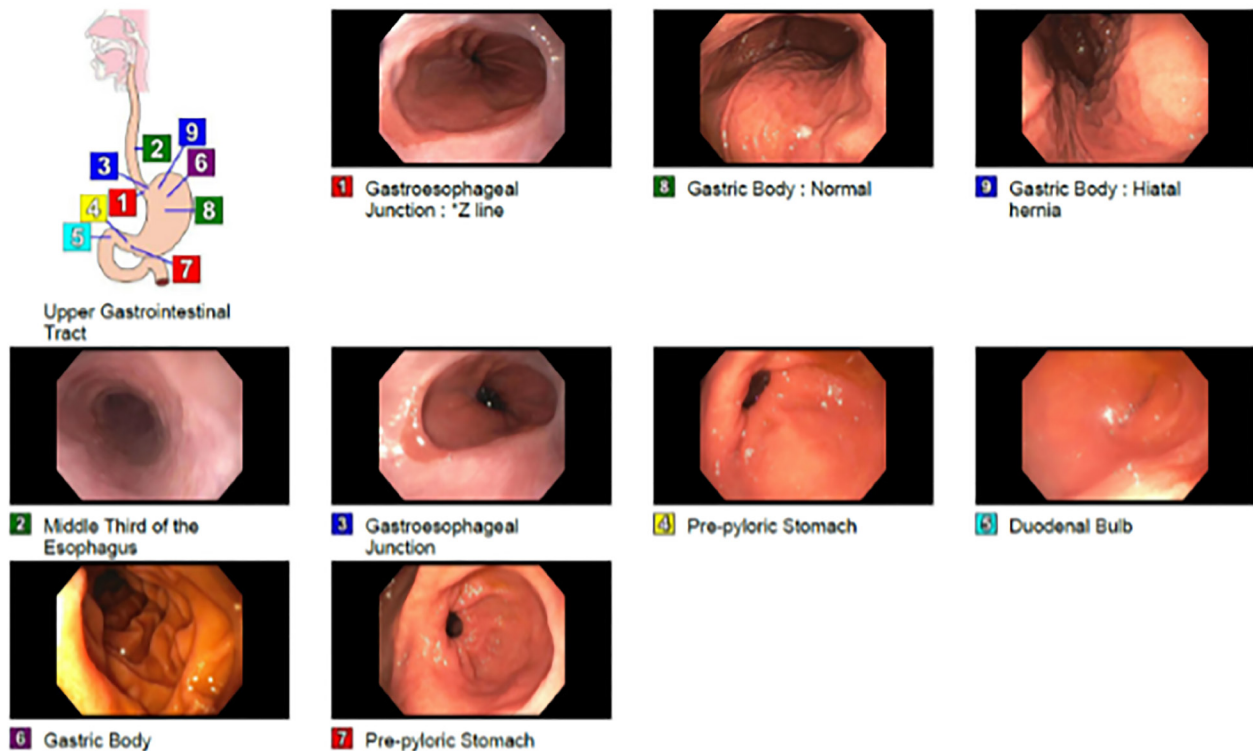 9
2
6
3
1
8
4
5
7
Upper Gastrointestinal
Tract
1 Gastroesophageal
Junction : *Z line
8 Gastric Body : Normal
9 Gastric Body : Hiatal
hernia
2 Middle Third of the
Esophagus
3 Gastroesophageal
Junction
4 Pre-pyloric Stomach
5 Duodenal Bulb
6 Gastric Body
7 Pre-pyloric Stomach